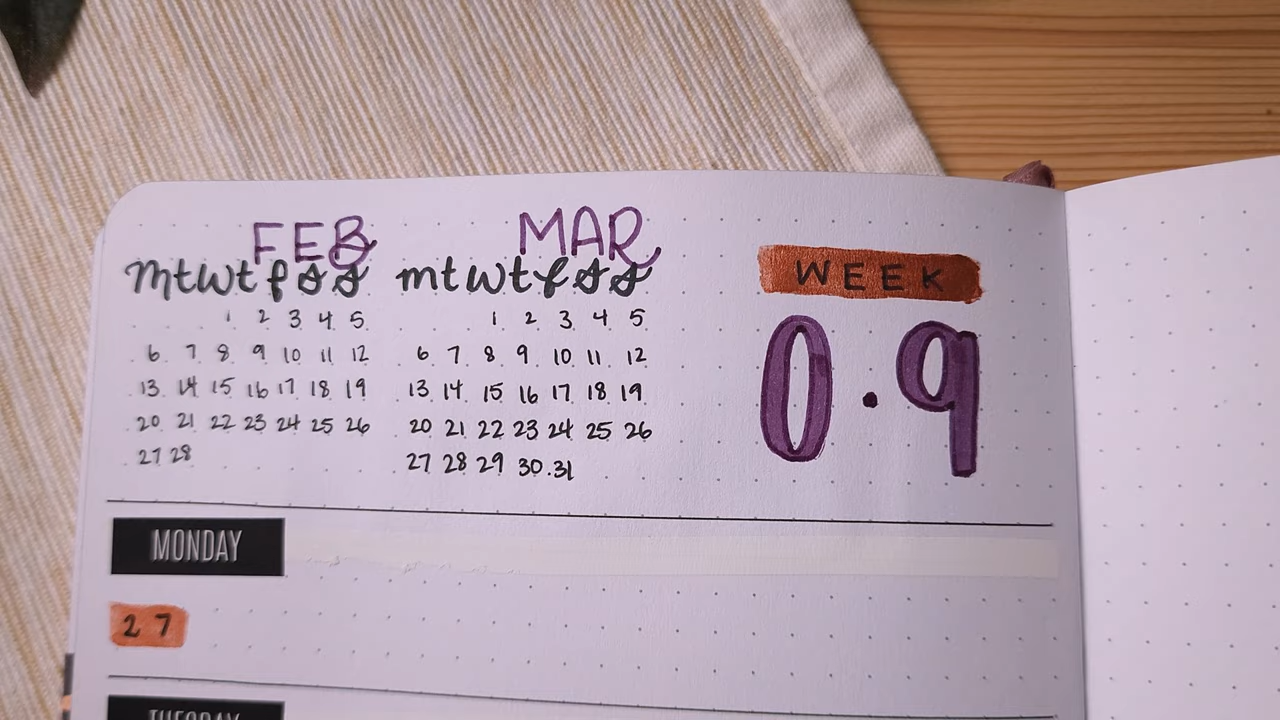 FEB
mtwtfss
1 2 3 4 5
6 7 8 9 10 11 12
13 14 15 16 17 18 19
20 21 22 23 24 25 26
27 28
MAR
mtwtfss
1 2 3 4 5
6 7 8 9 10 11 12
13 14 15 16 17 18 19
20 21 22 23 24 25 26
27 28 29 30.31
WEEK
0.9
MONDAY
27
TUESDAY